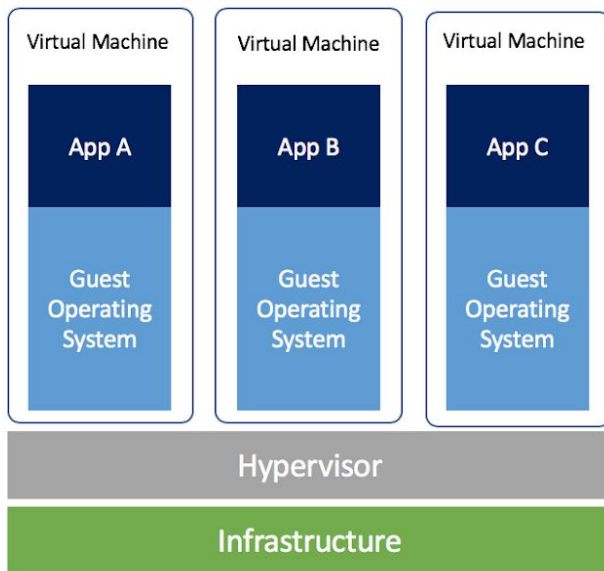 Virtual Machine
Virtual Machine
Virtual Machine
App A
App B
App C
Guest
Operating
System
Guest
Operating
System
Guest
Operating
System
Hypervisor
Infrastructure